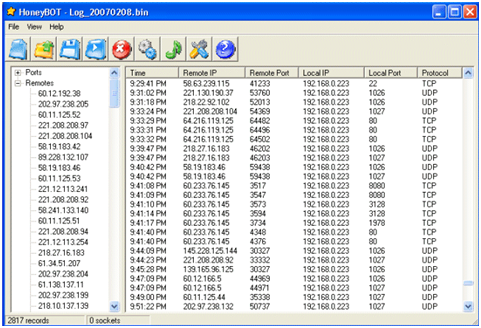 HoneyBOT - Log_20070208.bin
File View Help
Ports
Remotes
60.12.192.38
202.97.238.205
60.11.125.52
221.208.208.97
221.208.208.104
58.19.183.42
89.228.132.107
58.19.183.46
60.11.125.53
221.12.113.241
221.208.208.92
58.241.133.140
60.11.125.51
221.208.208.94
221.12.113.254
218.27.16.183
61.34.51.207
202.97.238.204
61.138.137.11
202.97.238.199
218.10.137.139
Time Remote IP Remote Port Local IP Local Port Protocol
9:29:41 PM 58.63.239.115 41233 192.168.0.223 22 TCP
9:31:02 PM 221.130.190.37 53760 192.168.0.223 1026 UDP
9:31:18 PM 218.22.92.102 52013 192.168.0.223 1026 UDP
9:33:24 PM 221.208.208.104 54369 192.168.0.223 1027 UDP
9:33:29 PM 64.216.119.125 64482 192.168.0.223 80 TCP
9:33:31 PM 64.216.119.125 64496 192.168.0.223 80 TCP
9:33:32 PM 64.216.119.125 64502 192.168.0.223 80 TCP
9:39:47 PM 218.27.16.183 46202 192.168.0.223 1026 UDP
9:39:47 PM 218.27.16.183 46203 192.168.0.223 1027 UDP
9:40:42 PM 58.19.183.46 59438 192.168.0.223 1026 UDP
9:40:42 PM 58.19.183.46 59438 192.168.0.223 1027 UDP
9:41:08 PM 60.233.76.145 3517 192.168.0.223 8080 TCP
9:41:09 PM 60.233.76.145 3547 192.168.0.223 8080 TCP
9:41:10 PM 60.233.76.145 3573 192.168.0.223 3128 TCP
9:41:14 PM 60.233.76.145 3594 192.168.0.223 3128 TCP
9:41:17 PM 60.233.76.145 3734 192.168.0.223 1978 TCP
9:41:40 PM 60.233.76.145 4348 192.168.0.223 80 TCP
9:41:40 PM 60.233.76.145 4376 192.168.0.223 80 TCP
9:44:09 PM 145.228.125.144 30327 192.168.0.223 1026 UDP
9:44:23 PM 221.208.208.92 33332 192.168.0.223 1027 UDP
9:45:28 PM 139.165.96.125 30327 192.168.0.223 1026 UDP
9:47:09 PM 60.12.166.5 44969 192.168.0.223 1026 UDP
9:47:09 PM 60.12.166.5 44971 192.168.0.223 1027 UDP
9:49:00 PM 60.11.125.44 35338 192.168.0.223 1027 UDP
9:51:22 PM 202.97.238.132 50737 192.168.0.223 1026 UDP
2817 records 0 sockets